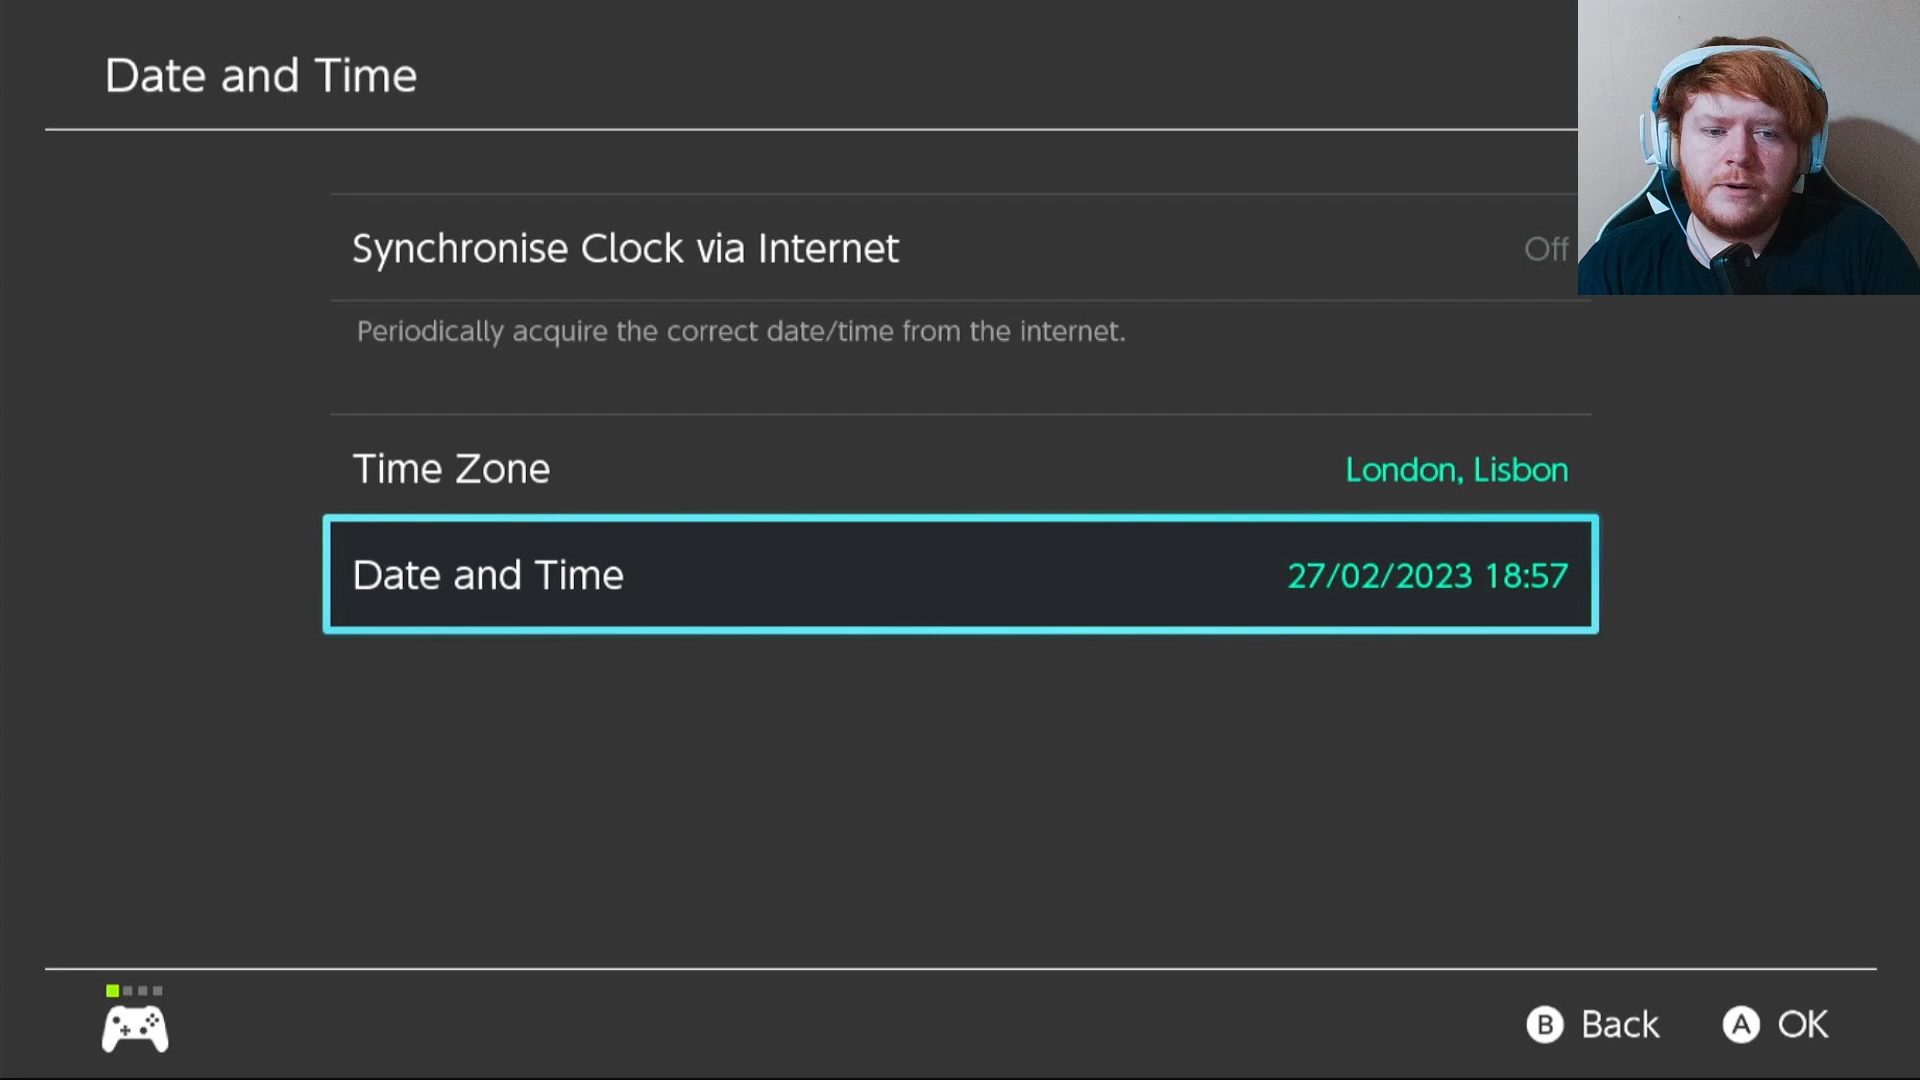 Date and Time
Synchronise Clock via Internet Off
Periodically acquire the correct date/time from the internet.
Time Zone London, Lisbon
Date and Time 27/02/2023 18:57
B Back A OK